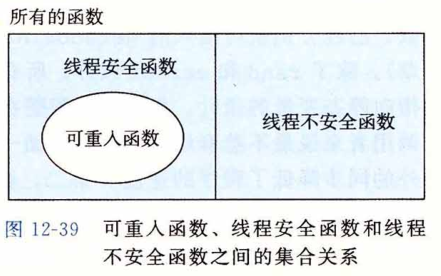 所有的函数
线程安全函数
可重入函数
线程不安全函数
图 12-39 可重入函数、线程安全函数和线程
不安全函数之间的集合关系